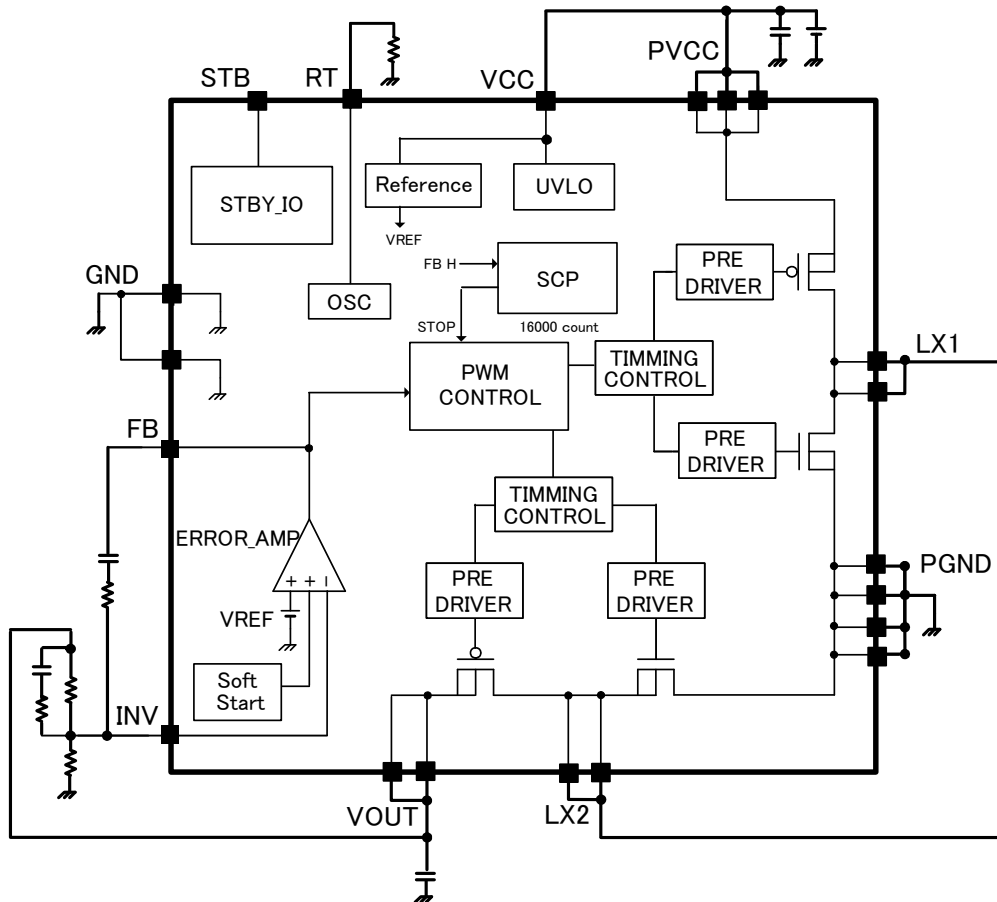 PVCC
STB
RT
VCC
STBY_IO
Reference
UVLO
VREF
GND
OSC
FB H
SCP
PRE
DRIVER
STOP
16000 count
LX1
PWM
CONTROL
TIMMING
CONTROL
FB
PRE
DRIVER
TIMMING
CONTROL
ERROR_AMP
+ + −
PRE
DRIVER
PRE
DRIVER
PGND
VREF
Soft
Start
INV
VOUT
LX2